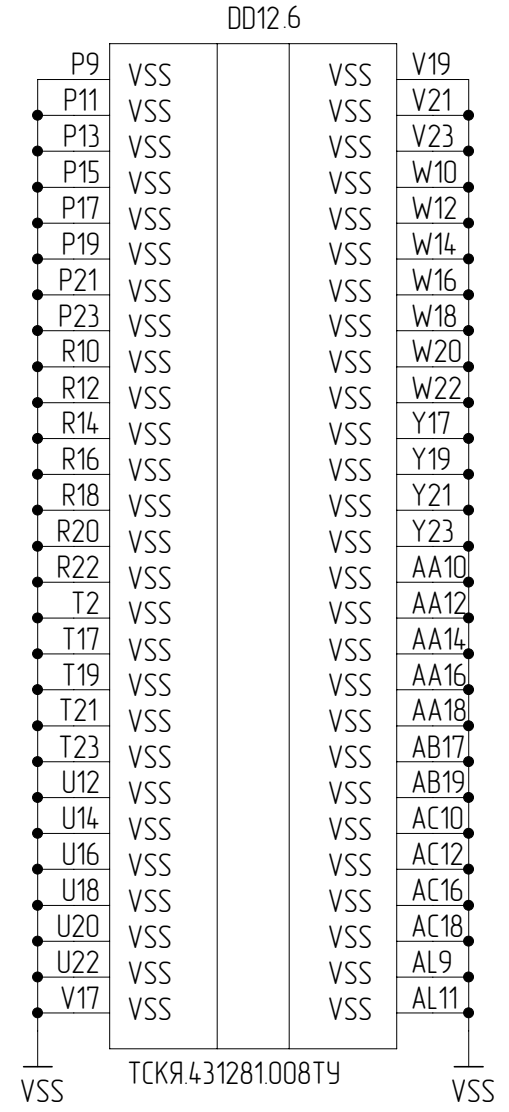 DD12.6
P9 VSS VSS V19
P11 VSS VSS V21
P13 VSS VSS V23
P15 VSS VSS W10
P17 VSS VSS W12
P19 VSS VSS W14
P21 VSS VSS W16
P23 VSS VSS W18
R10 VSS VSS W20
R12 VSS VSS W22
R14 VSS VSS Y17
R16 VSS VSS Y19
R18 VSS VSS Y21
R20 VSS VSS Y23
R22 VSS VSS AA10
T2 VSS VSS AA12
T17 VSS VSS AA14
T19 VSS VSS AA16
T21 VSS VSS AA18
T23 VSS VSS AB17
U12 VSS VSS AB19
U14 VSS VSS AC10
U16 VSS VSS AC12
U18 VSS VSS AC16
U20 VSS VSS AC18
U22 VSS VSS AL9
V17 VSS VSS AL11
ТСКЯ.431281.008ТУ
VSS VSS